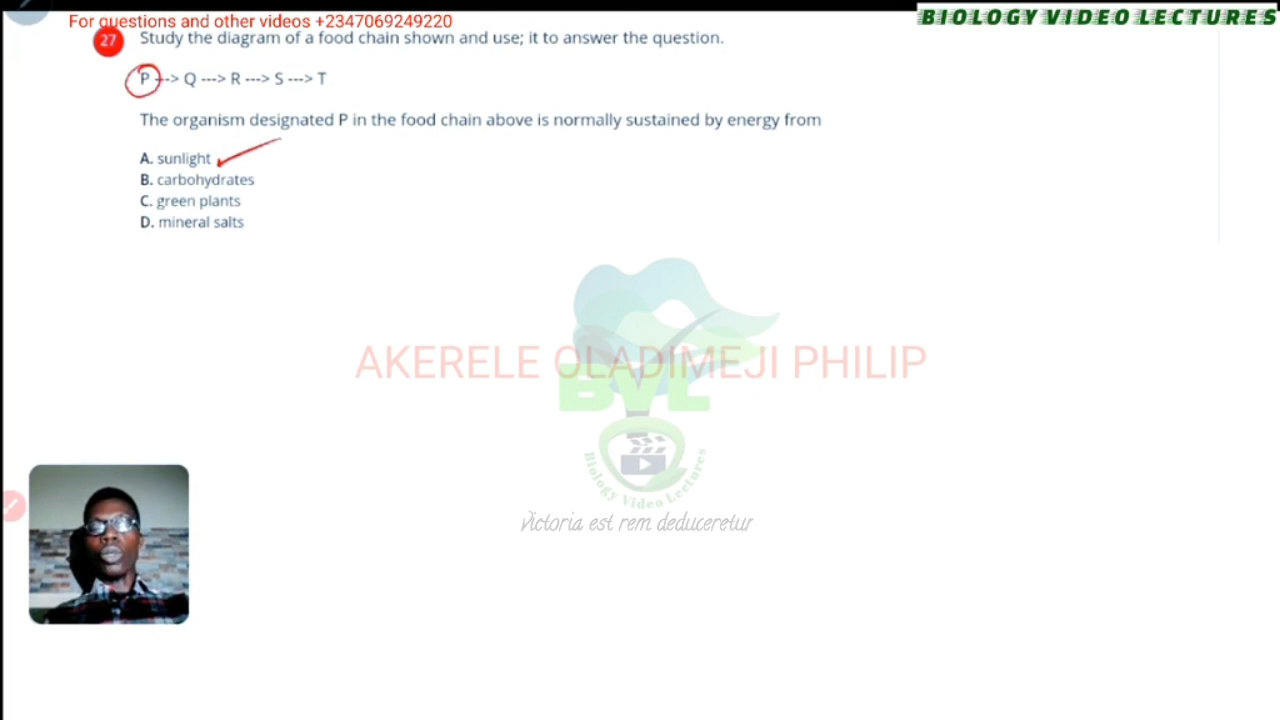 BIOLOGY VIDEO LECTURES
For questions and other videos +2347069249220
27 Study the diagram of a food chain shown and use; it to answer the question.
P ---> Q ---> R ---> S ---> T
The organism designated P in the food chain above is normally sustained by energy from
A. sunlight
B. carbohydrates
C. green plants
D. mineral salts
AKERELE OLADIMEJI PHILIP
BVL
Biology Video Lectures
Victoria est rem deduceretur